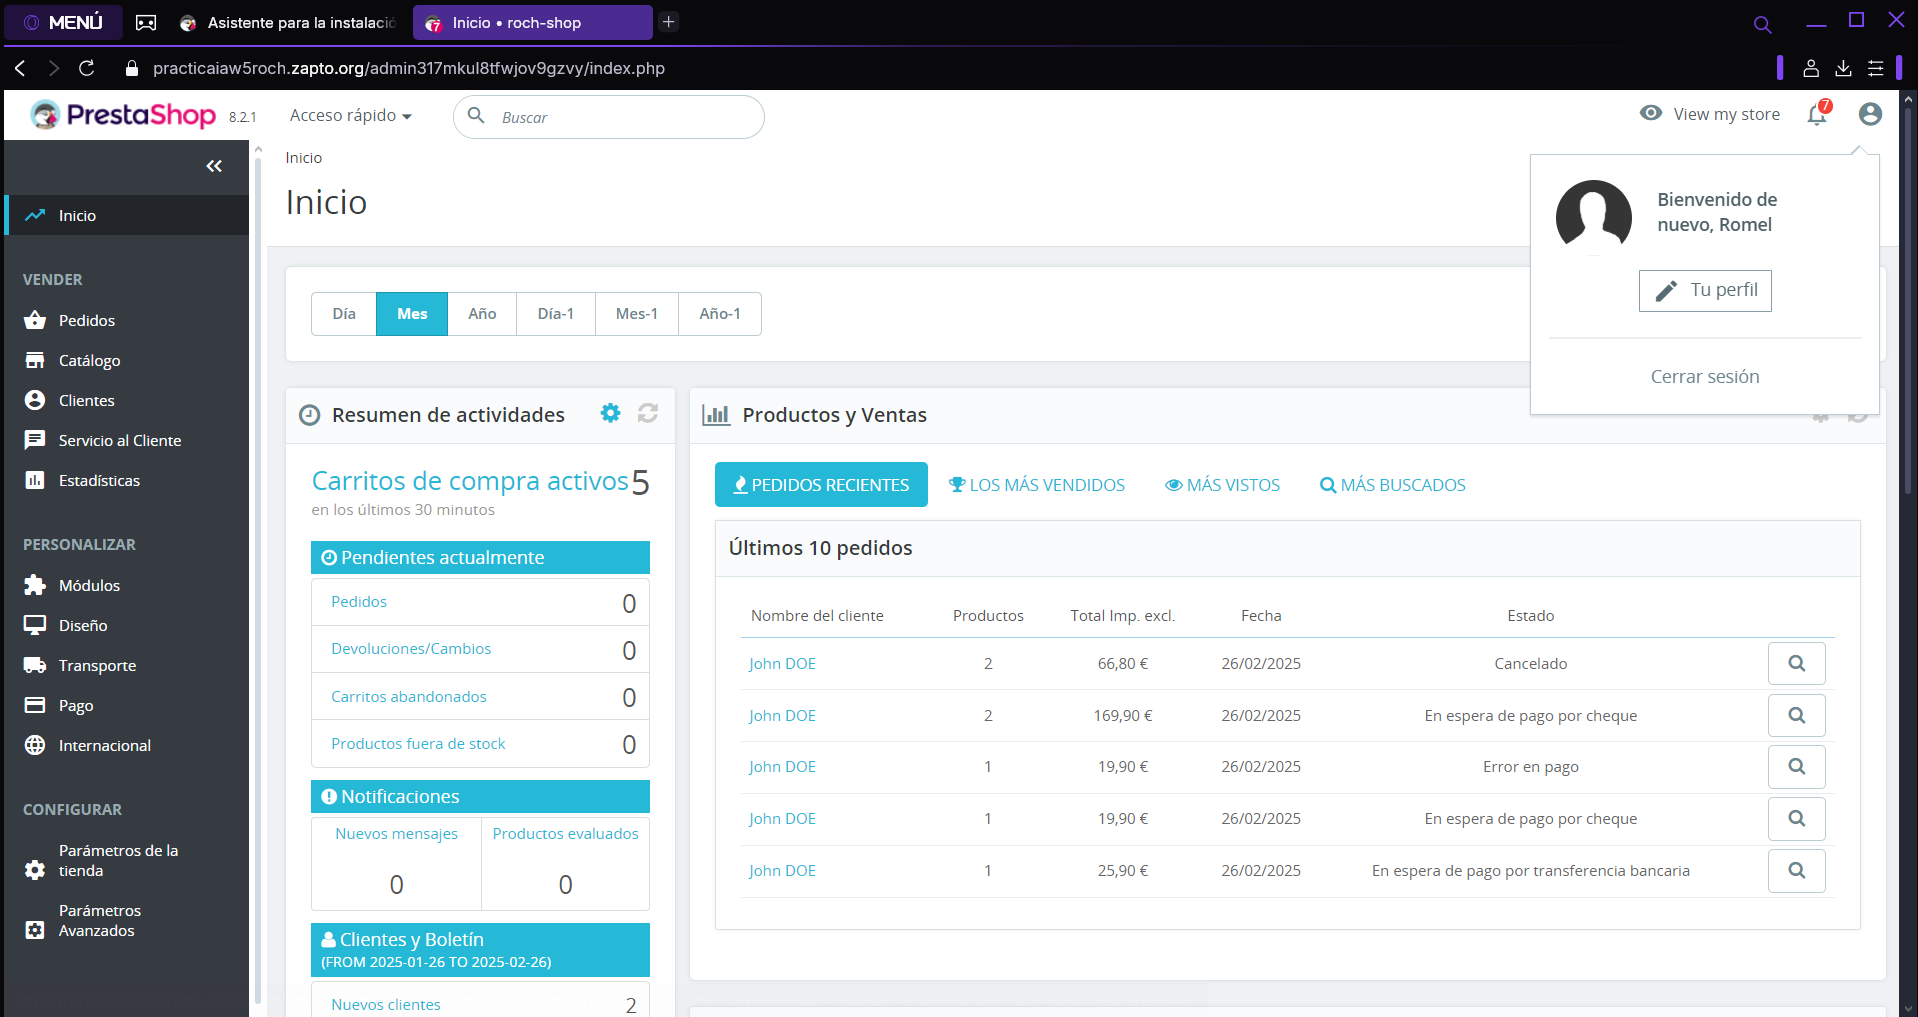 MENÚ
Asistente para la instalació
Inicio • roch-shop
practicaiaw5roch.zapto.org/admin317mkul8tfwjov9gzvy/index.php
PrestaShop 8.2.1
Acceso rápido
Buscar
View my store
7
Inicio
Inicio
Bienvenido de
nuevo, Romel
Tu perfil
Cerrar sesión
Inicio
VENDER
Pedidos
Catálogo
Clientes
Servicio al Cliente
Estadísticas
PERSONALIZAR
Módulos
Diseño
Transporte
Pago
Internacional
CONFIGURAR
Parámetros de la
tienda
Parámetros
Avanzados
Día Mes Año Día-1 Mes-1 Año-1
Resumen de actividades
Carritos de compra activos 5
en los últimos 30 minutos
Pendientes actualmente
Pedidos 0
Devoluciones/Cambios 0
Carritos abandonados 0
Productos fuera de stock 0
Notificaciones
Nuevos mensajes Productos evaluados
0 0
Clientes y Boletín
(FROM 2025-01-26 TO 2025-02-26)
Nuevos clientes 2
Productos y Ventas
PEDIDOS RECIENTES LOS MÁS VENDIDOS MÁS VISTOS MÁS BUSCADOS
Últimos 10 pedidos
Nombre del cliente Productos Total Imp. excl. Fecha Estado
John DOE 2 66,80 € 26/02/2025 Cancelado
John DOE 2 169,90 € 26/02/2025 En espera de pago por cheque
John DOE 1 19,90 € 26/02/2025 Error en pago
John DOE 1 19,90 € 26/02/2025 En espera de pago por cheque
John DOE 1 25,90 € 26/02/2025 En espera de pago por transferencia bancaria